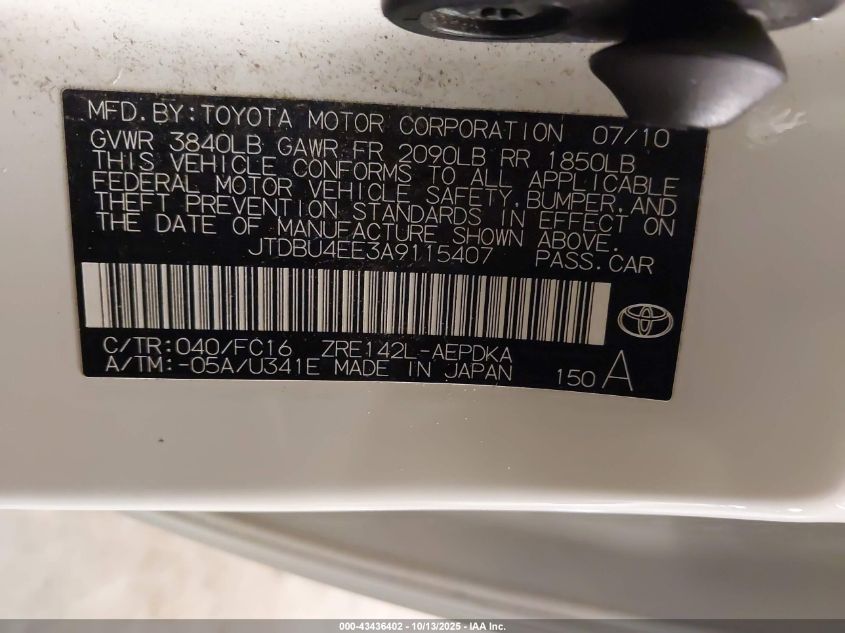 MFD.BY:TOYOTA MOTOR CORPORATION 07/10
GVWR 3840LB GAWR FR 2090LB RR 1850LB
THIS VEHICLE CONFORMS TO ALL APPLICABLE
FEDERAL MOTOR VEHICLE SAFETY,BUMPER,AND
THEFT PREVENTION STANDARDS IN EFFECT ON
THE DATE OF MANUFACTURE SHOWN ABOVE.
JTDBU4EE3A9115407 PASS.CAR
C/TR:040/FC16 ZRE142L-AEPDKA
A/TM:-05A/U341E MADE IN JAPAN 150 A
000-43436402 | 10/13/2025 | IAA Inc.